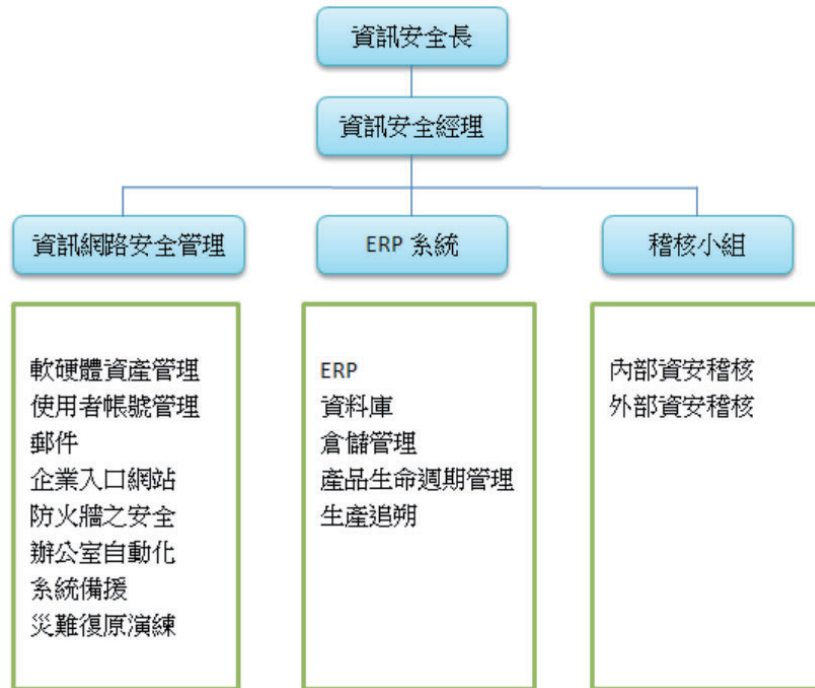 資訊安全長
資訊安全經理
資訊網路安全管理
ERP 系統
稽核小組
軟硬體資產管理
使用者帳號管理
郵件
企業入口網站
防火牆之安全
辦公室自動化
系統備援
災難復原演練
ERP
資料庫
倉儲管理
產品生命週期管理
生產追朔
內部資安稽核
外部資安稽核